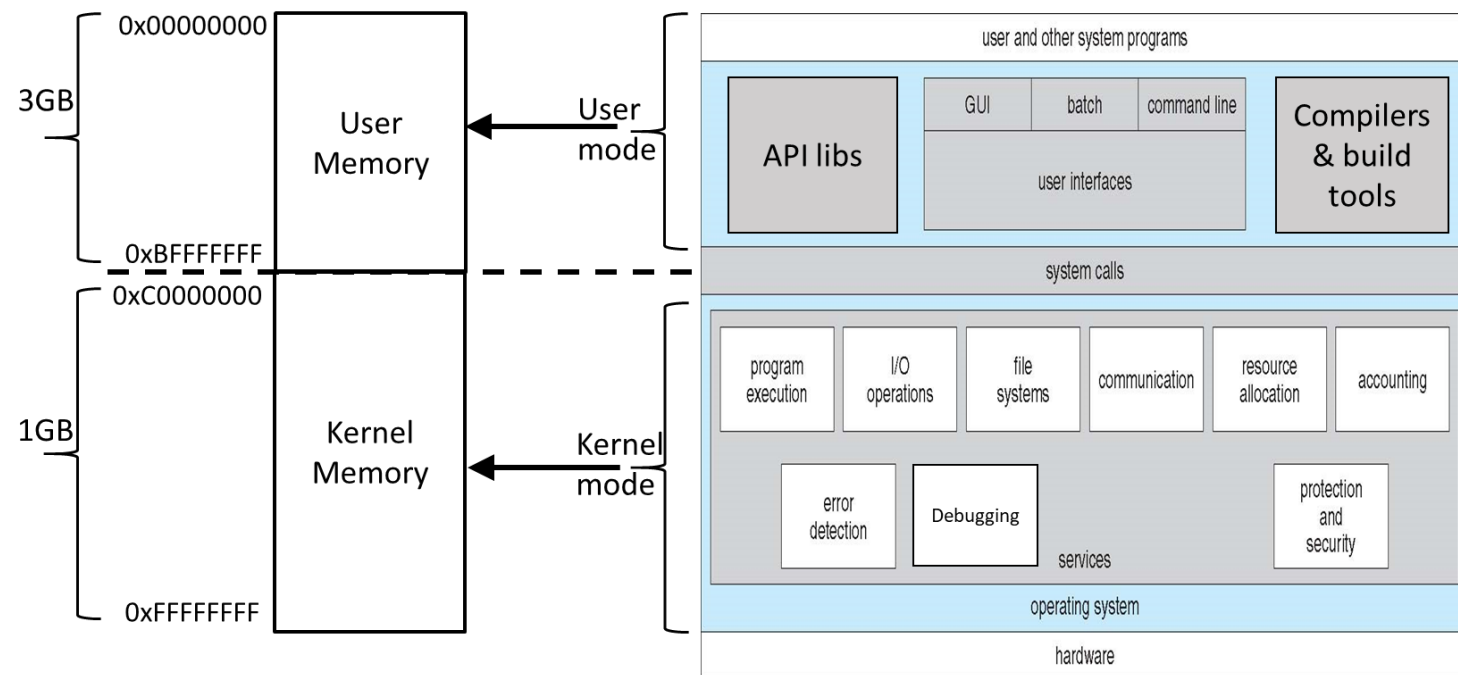 0x00000000
3GB
User
Memory
0xBFFFFFFF
0xC0000000
1GB
Kernel
Memory
0xFFFFFFFF
User
mode
Kernel
mode
user and other system programs
API libs
GUI
batch
command line
user interfaces
Compilers
& build
tools
system calls
program
execution
I/O
operations
file
systems
communication
resource
allocation
accounting
error
detection
Debugging
protection
and
security
services
operating system
hardware